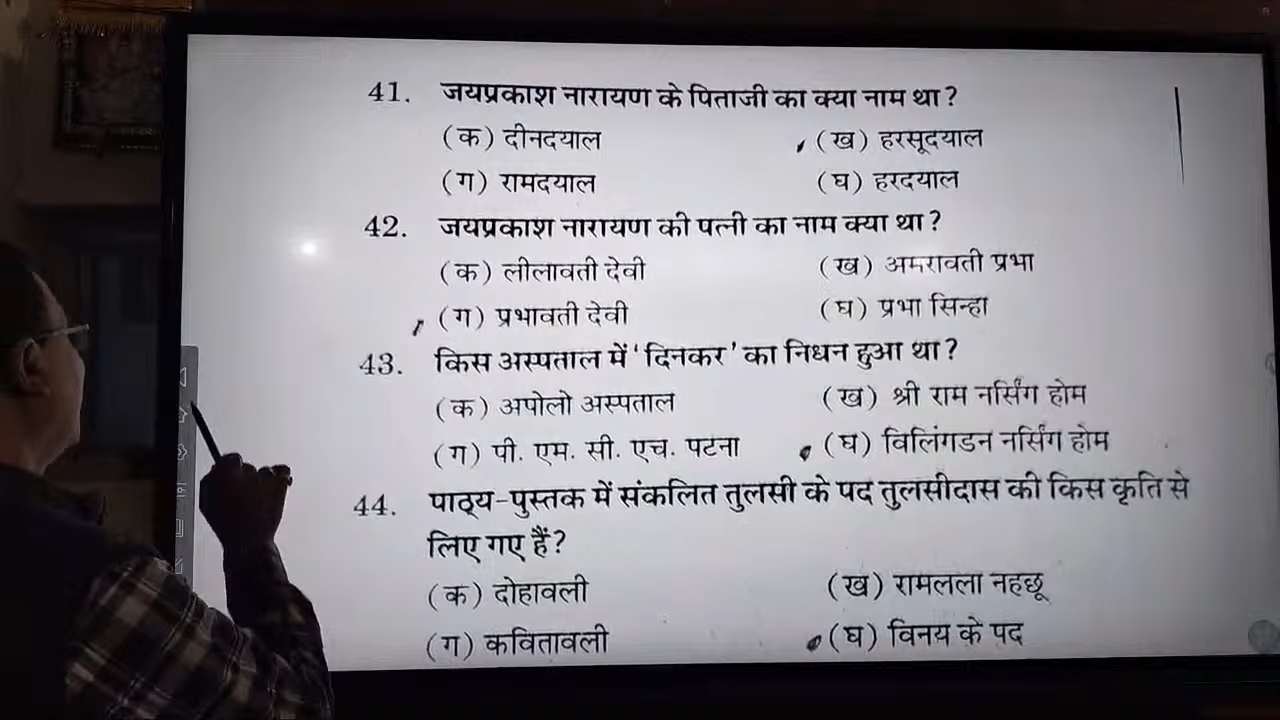 41. जयप्रकाश नारायण के पिताजी का क्या नाम था?
(क) दीनदयाल (ख) हरसूदयाल
(ग) रामदयाल (घ) हरदयाल
42. जयप्रकाश नारायण की पत्नी का नाम क्या था?
(क) लीलावती देवी (ख) अमरावती प्रभा
(ग) प्रभावती देवी (घ) प्रभा सिन्हा
43. किस अस्पताल में 'दिनकर' का निधन हुआ था?
(क) अपोलो अस्पताल (ख) श्री राम नर्सिंग होम
(ग) पी. एम. सी. एच. पटना (घ) विलिंगडन नर्सिंग होम
44. पाठ्य-पुस्तक में संकलित तुलसी के पद तुलसीदास की किस कृति से
लिए गए हैं?
(क) दोहावली (ख) रामलला नहछू
(ग) कवितावली (घ) विनय के पद